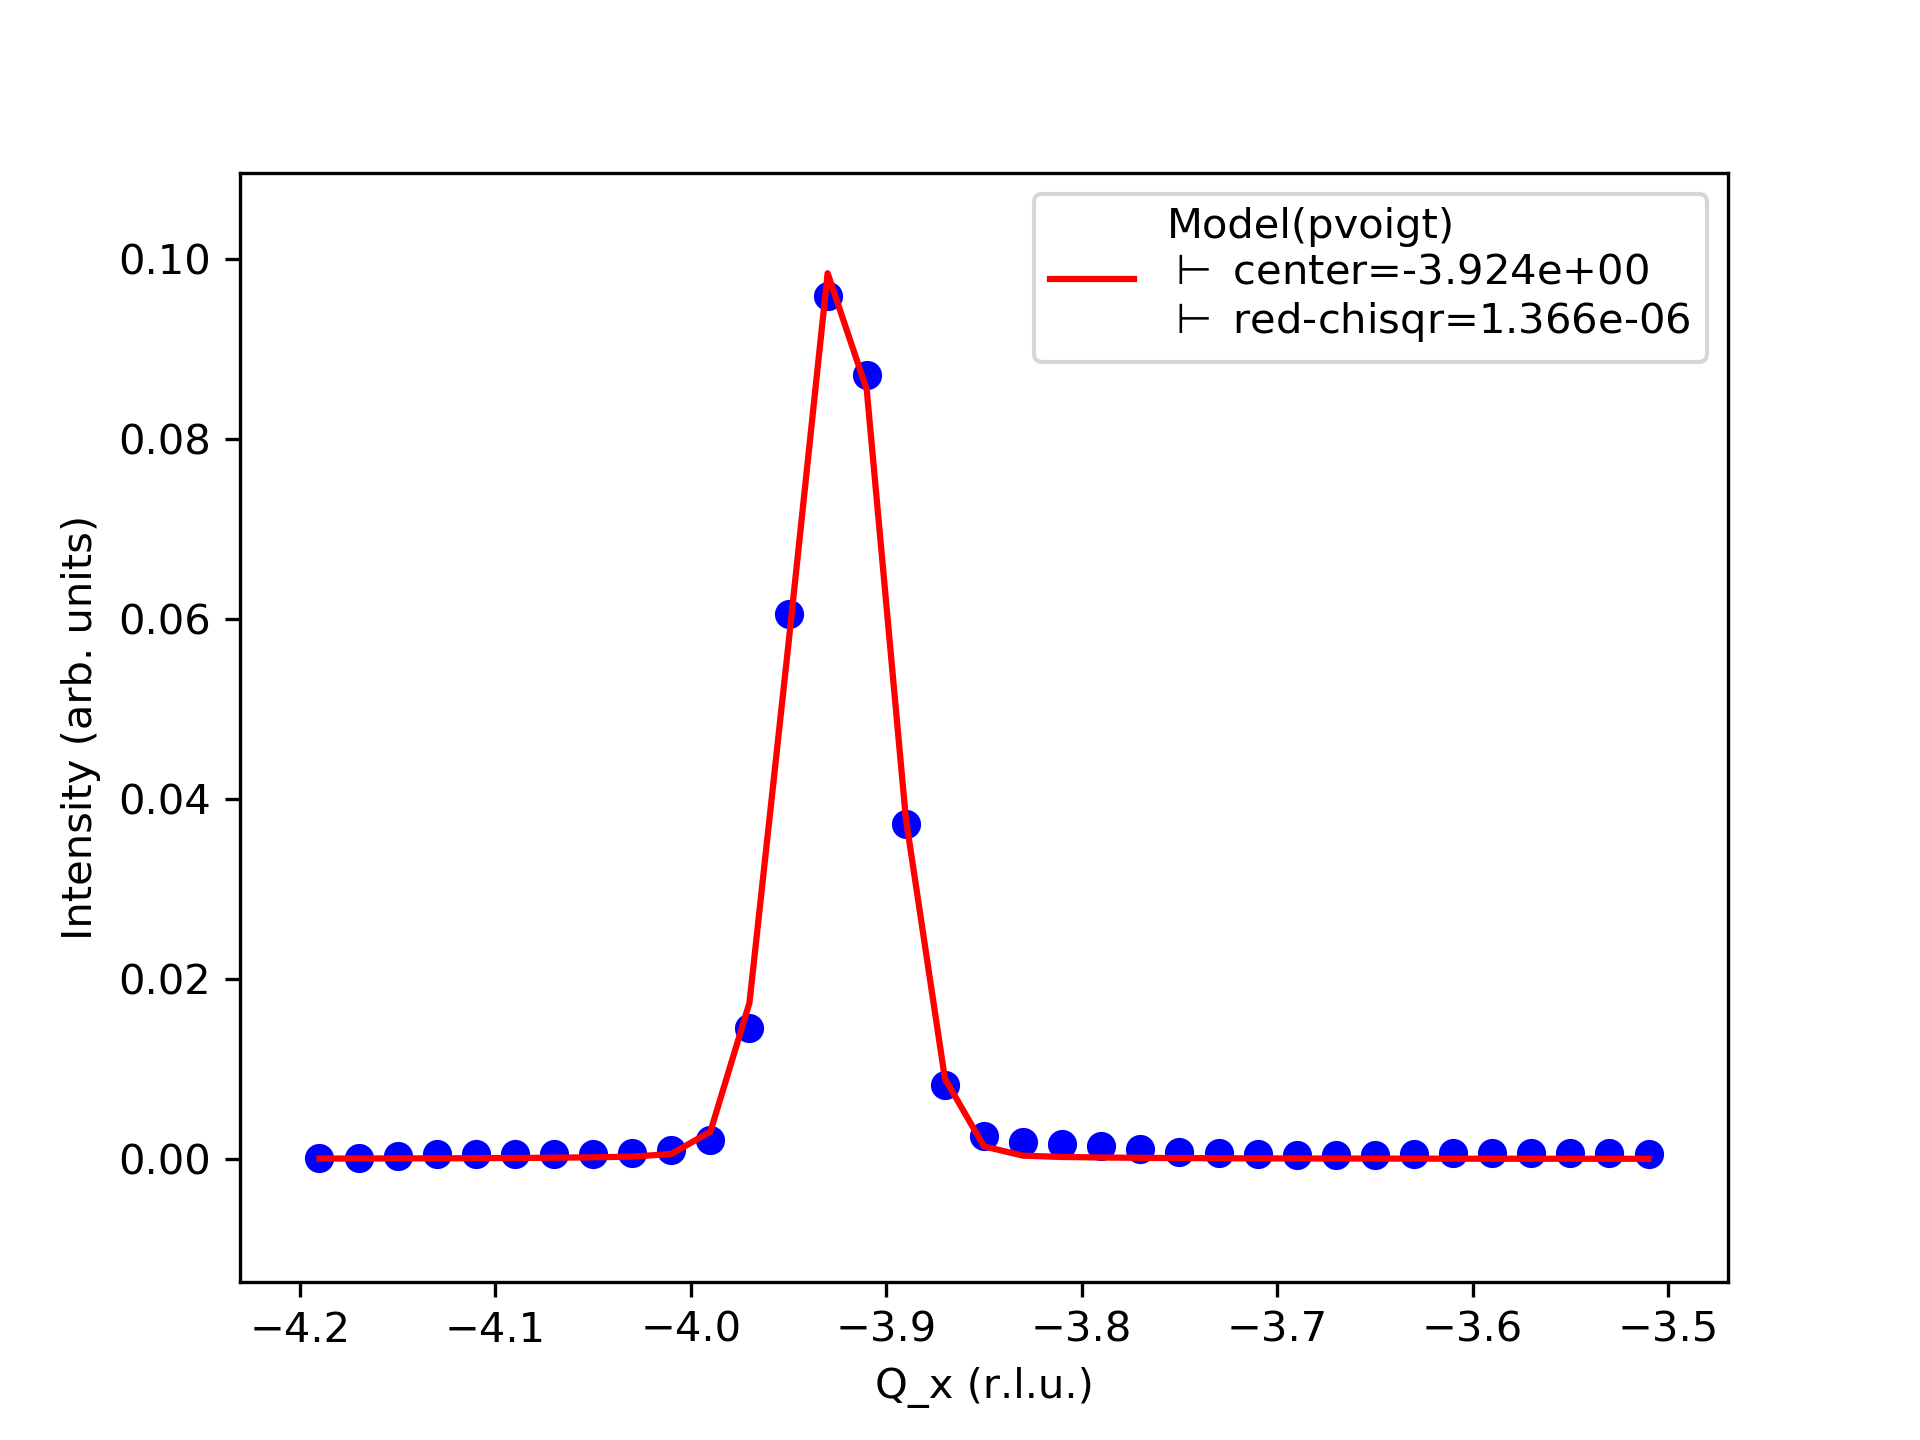 Model(pvoigt)
⊢ center=-3.924e+00
⊢ red-chisqr=1.366e-06
0.10
0.08
0.06
0.04
0.02
0.00
Intensity (arb. units)
−4.2 −4.1 −4.0 −3.9 −3.8 −3.7 −3.6 −3.5
Q_x (r.l.u.)